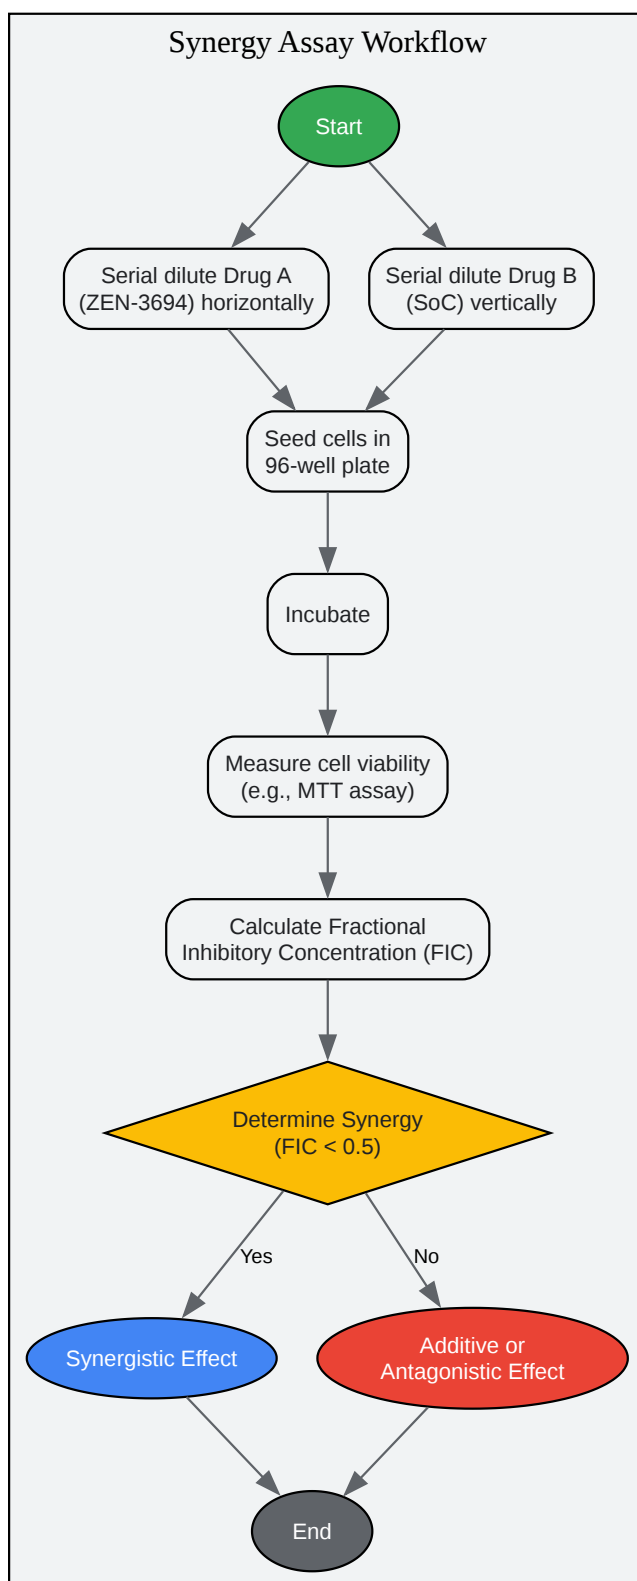 Synergy Assay Workflow
Start
Serial dilute Drug A
(ZEN-3694) horizontally
Serial dilute Drug B
(SoC) vertically
Seed cells in
96-well plate
Incubate
Measure cell viability
(e.g., MTT assay)
Calculate Fractional
Inhibitory Concentration (FIC)
Determine Synergy
(FIC < 0.5)
Yes
No
Synergistic Effect
Additive or
Antagonistic Effect
End